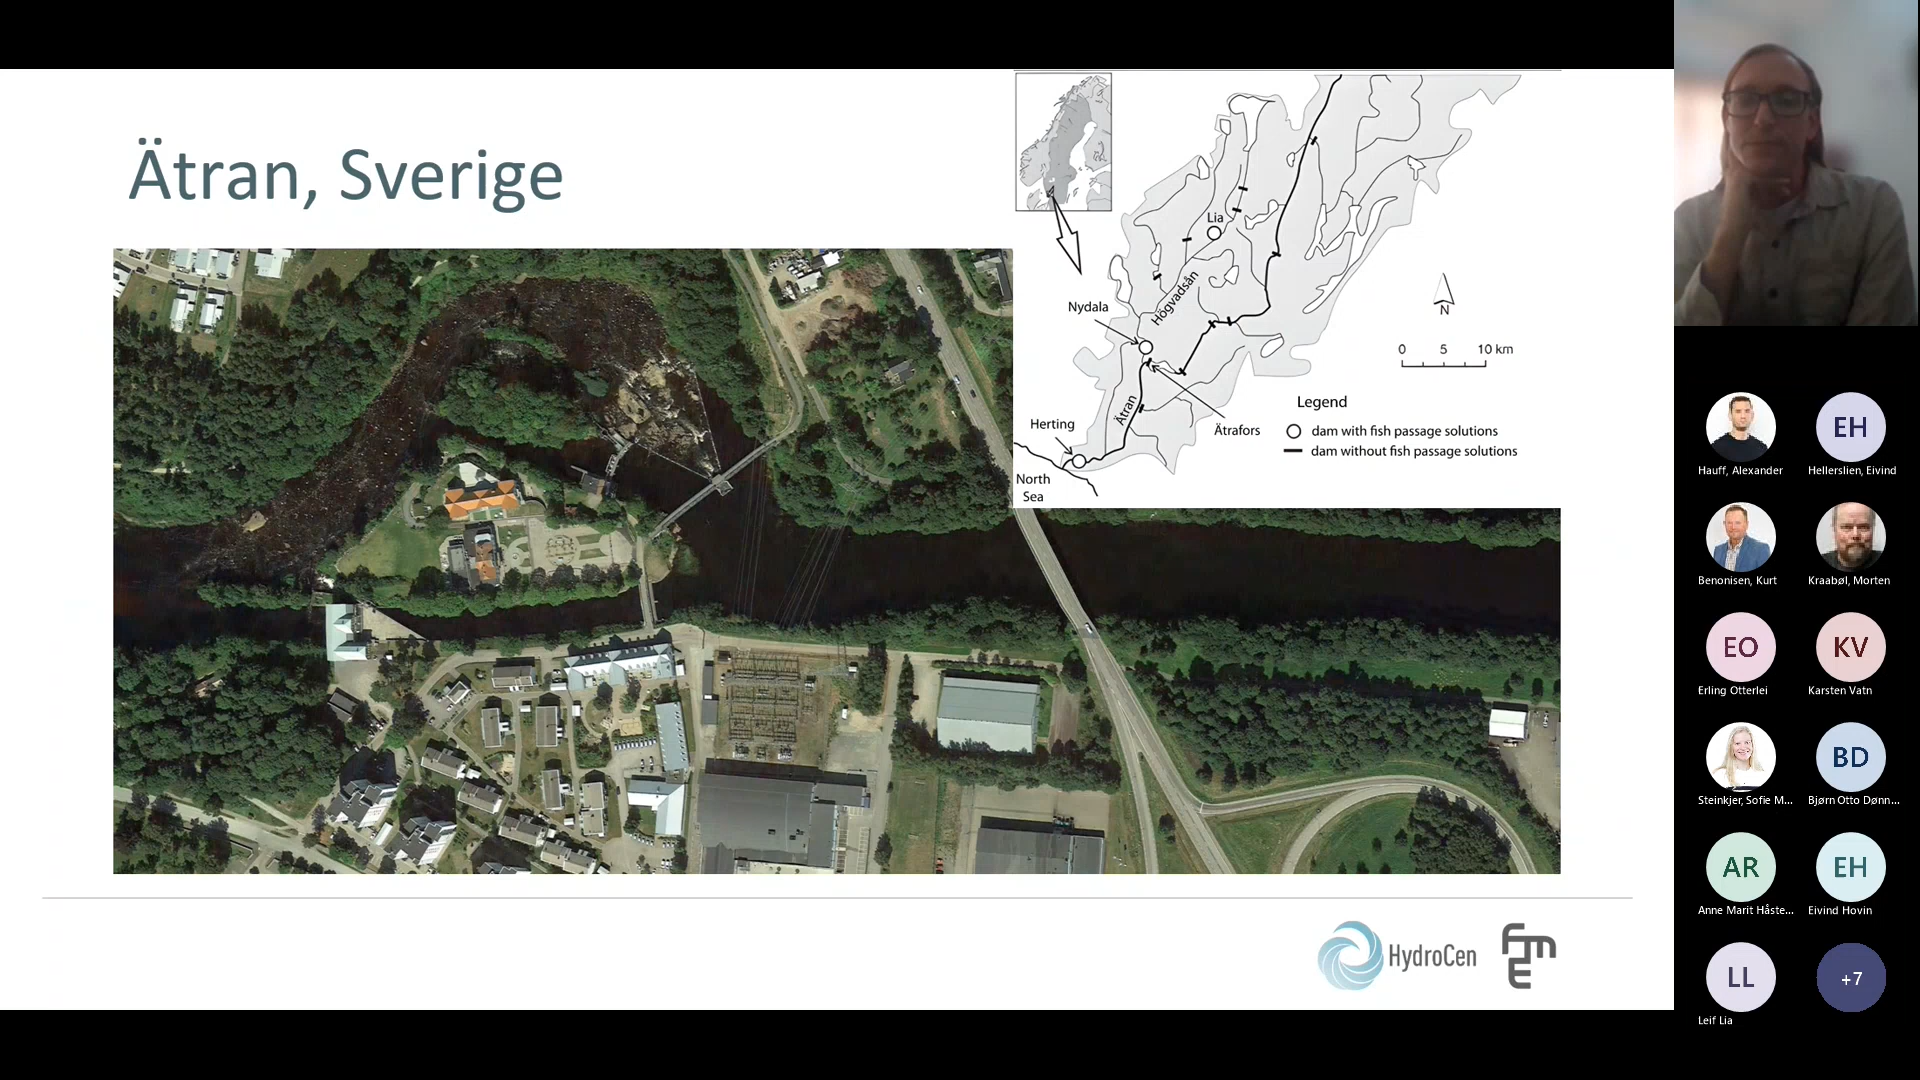 Ätran, Sverige
Lia
Högvadsån
Nydala
N
0 5 10 km
Ätran
Legend
Herting
Ätrafors
dam with fish passage solutions
dam without fish passage solutions
North
Sea
HydroCen
FME
Hauff, Alexander
EH
Hellerslien, Eivind
Benonisen, Kurt
Kraabøl, Morten
EO
Erling Otterlei
KV
Karsten Vatn
Steinkjer, Sofie M...
BD
Bjørn Otto Dønn...
AR
Anne Marit Håste...
EH
Eivind Hovin
LL
Leif Lia
+7